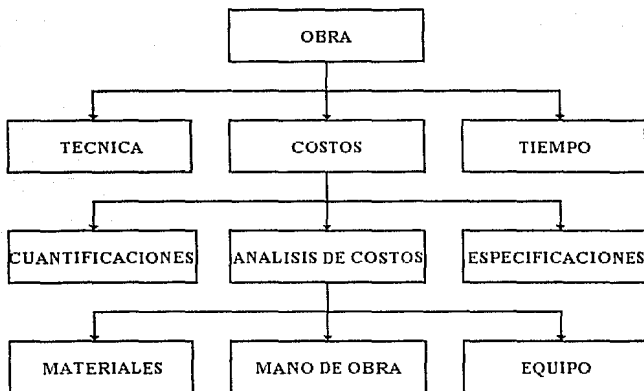 OBRA
TECNICA
COSTOS
TIEMPO
CUANTIFICACIONES
ANALISIS DE COSTOS
ESPECIFICACIONES
MATERIALES
MANO DE OBRA
EQUIPO